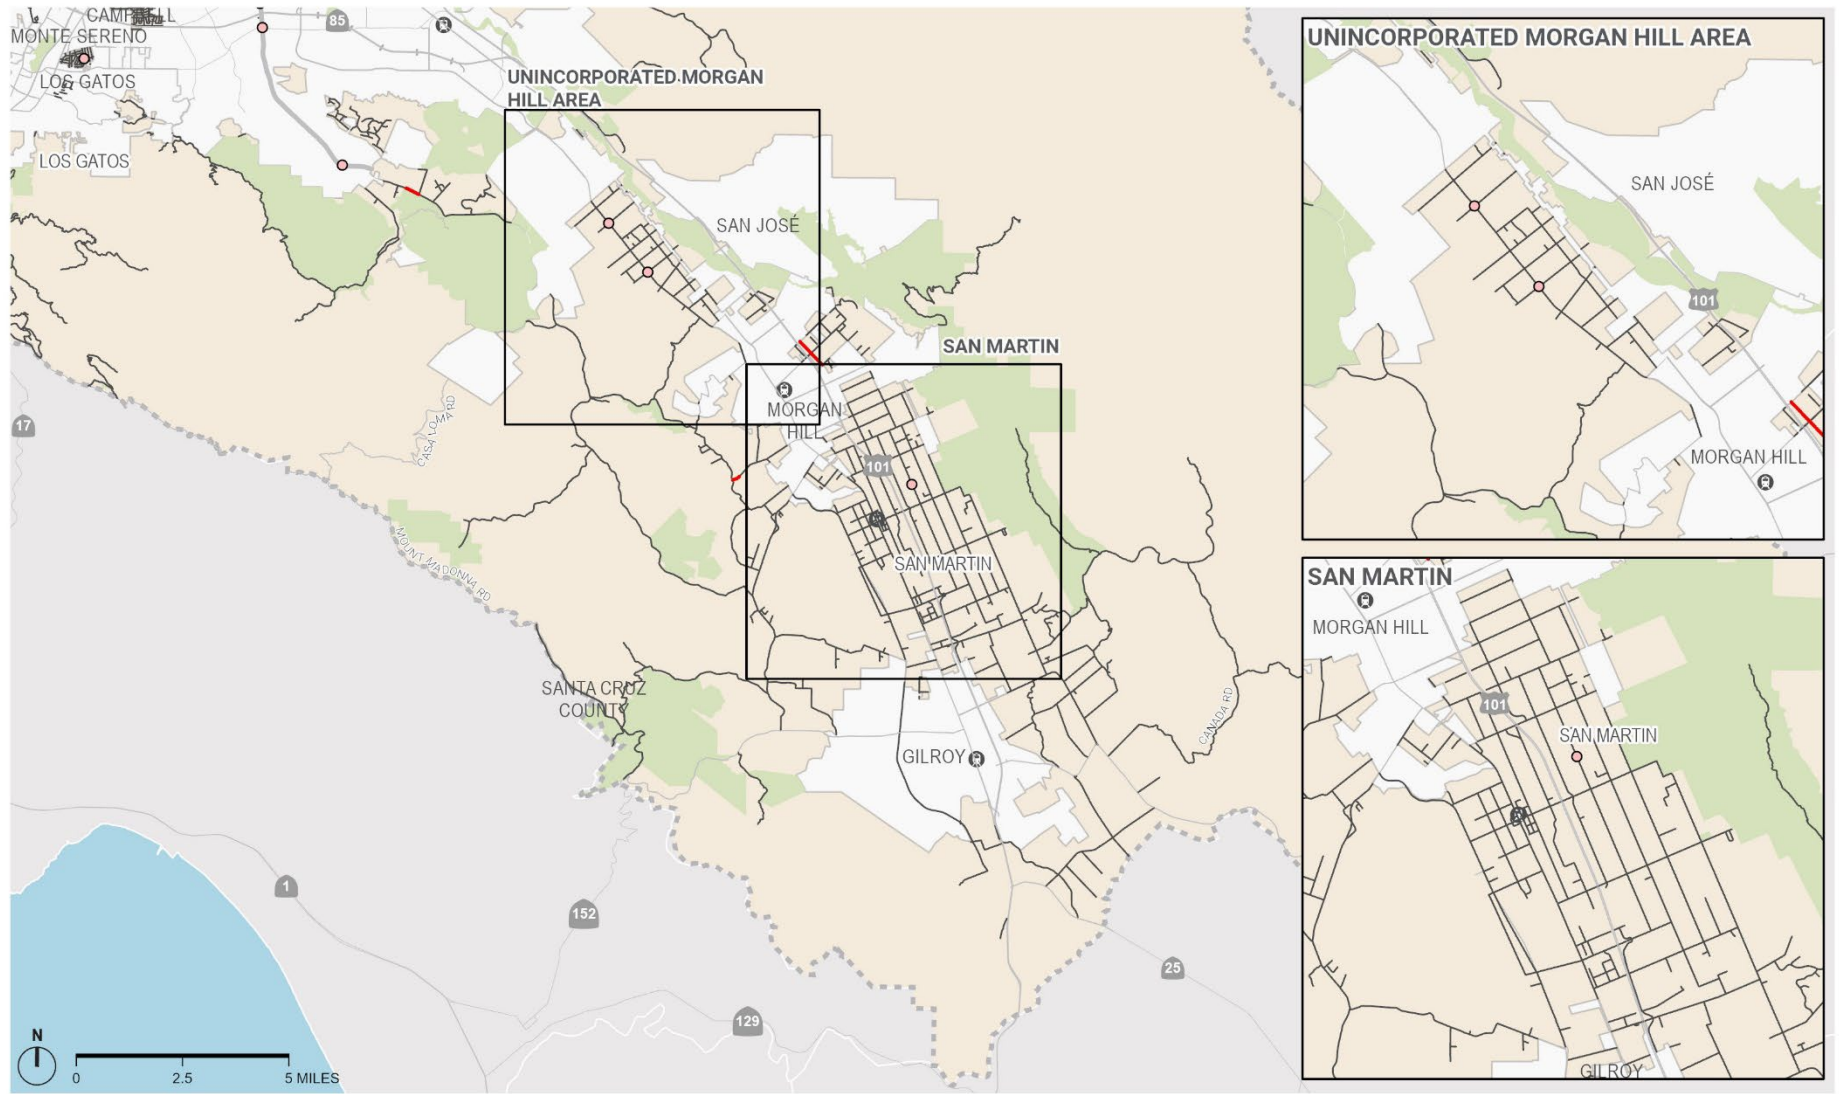 CAMPBELL
MONTE SERENO
LOS GATOS
LOS GATOS
85
UNINCORPORATED MORGAN
HILL AREA
SAN JOSÉ
SAN MARTIN
MORGAN
HILL
101
SAN MARTIN
17
CASA LOMA RD
MOUNT MADONNA RD
SANTA CRUZ
COUNTY
CANADA RD
GILROY
1
152
25
129
N
0
2.5
5 MILES
UNINCORPORATED MORGAN HILL AREA
SAN JOSÉ
101
MORGAN HILL
SAN MARTIN
MORGAN HILL
101
SAN MARTIN
GILROY